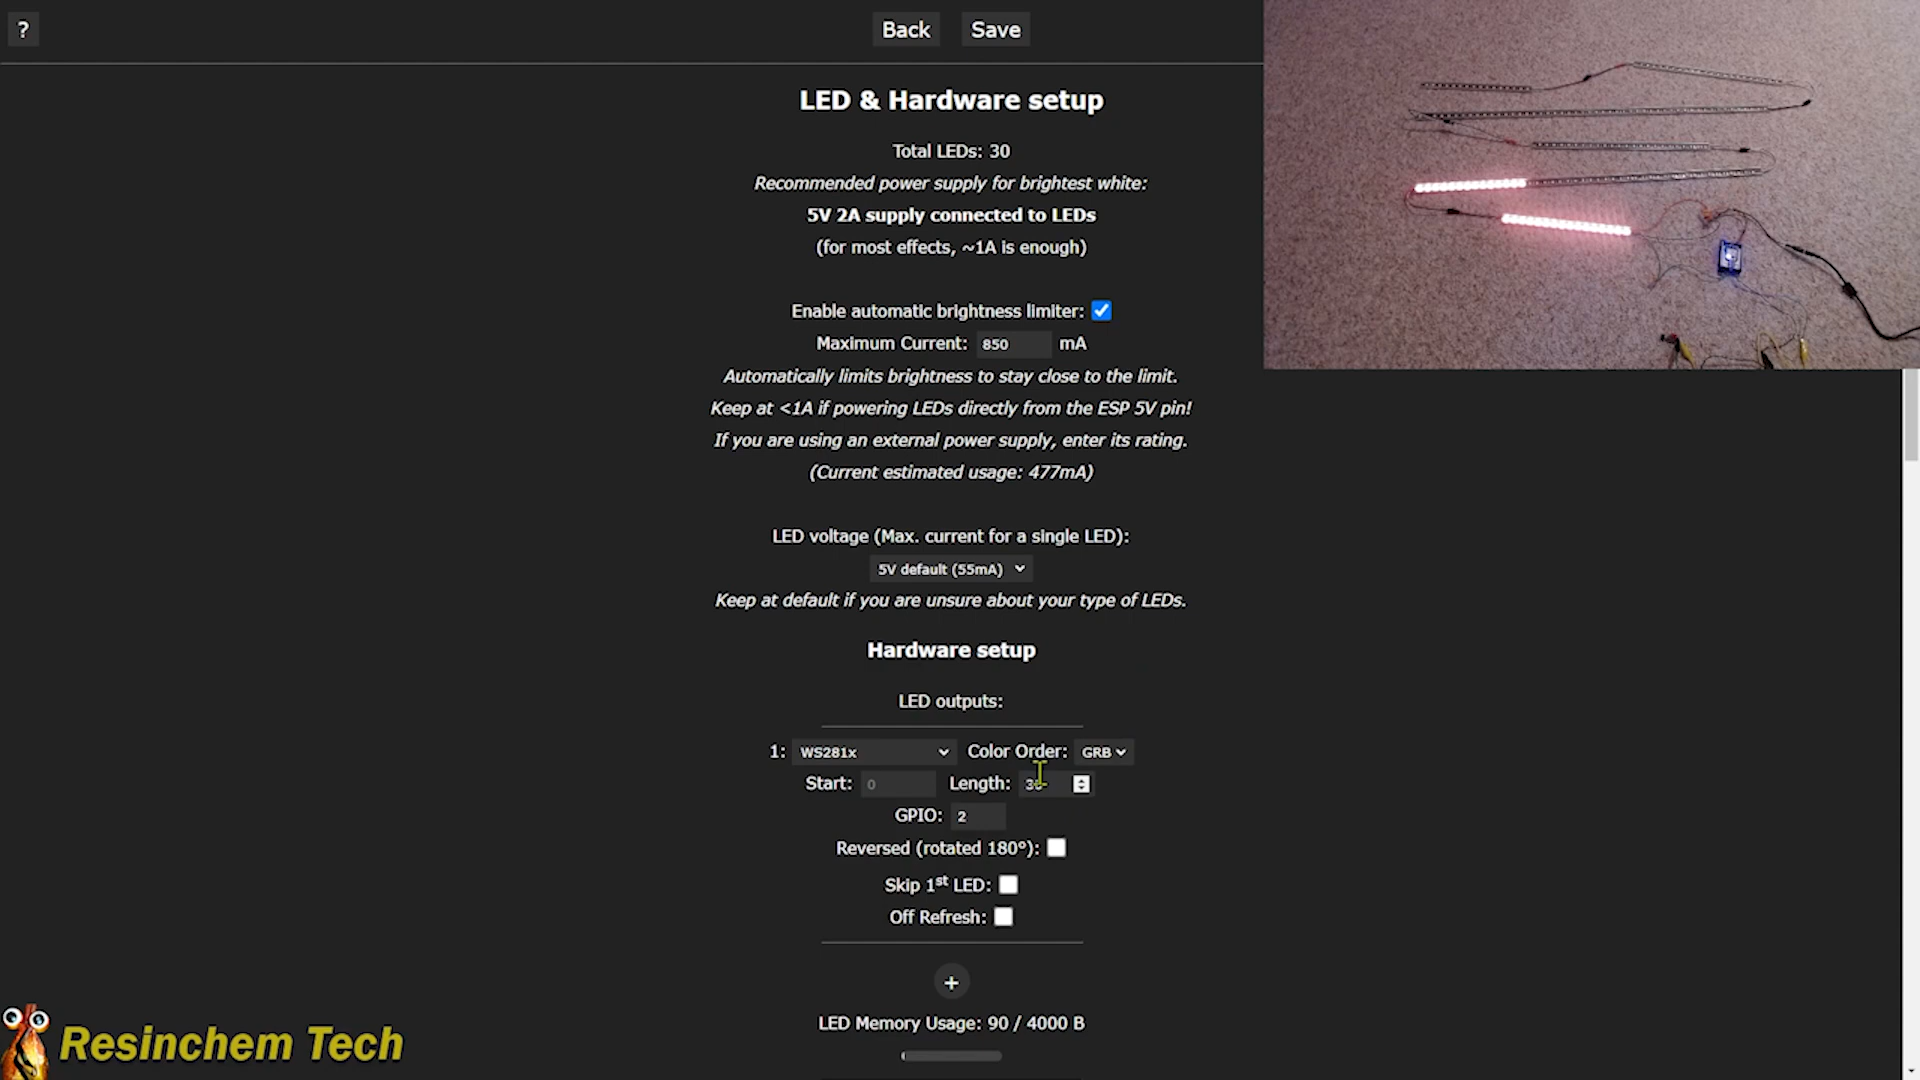 ?
Back Save
LED & Hardware setup
Total LEDs: 30
Recommended power supply for brightest white:
5V 2A supply connected to LEDs
(for most effects, ~1A is enough)
Enable automatic brightness limiter:
Maximum Current: 850 mA
Automatically limits brightness to stay close to the limit.
Keep at <1A if powering LEDs directly from the ESP 5V pin!
If you are using an external power supply, enter its rating.
(Current estimated usage: 477mA)
LED voltage (Max. current for a single LED):
5V default (55mA)
Keep at default if you are unsure about your type of LEDs.
Hardware setup
LED outputs:
1: WS281x Color Order: GRB
Start: 0 Length: 30
GPIO: 2
Reversed (rotated 180°):
Skip 1st LED:
Off Refresh:
+
LED Memory Usage: 90 / 4000 B
Resinchem Tech